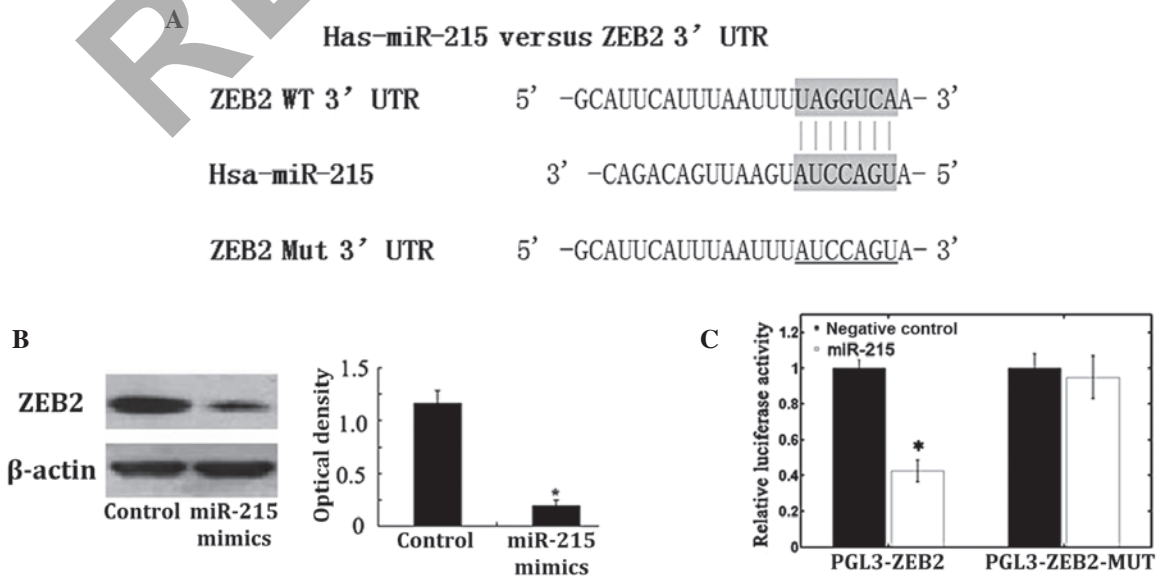 RE
A
Has-miR-215 versus ZEB2 3′ UTR
ZEB2 WT 3′ UTR 5′ -GCAUUCAUUUAAUUUUAGGUCAA- 3′
Hsa-miR-215 3′ -CAGACAGUUAAGUAUCCAGUA- 5′
ZEB2 Mut 3′ UTR 5′ -GCAUUCAUUUAAUUUAUCCAGUA- 3′
B
ZEB2
β-actin
Control miR-215
mimics
Optical density
1.5
1.0
0.5
0
*
Control miR-215
mimics
C
Relative luciferase activity
1.2
1
0.8
0.6
0.4
0.2
0
* Negative control
▫ miR-215
*
PGL3-ZEB2 PGL3-ZEB2-MUT